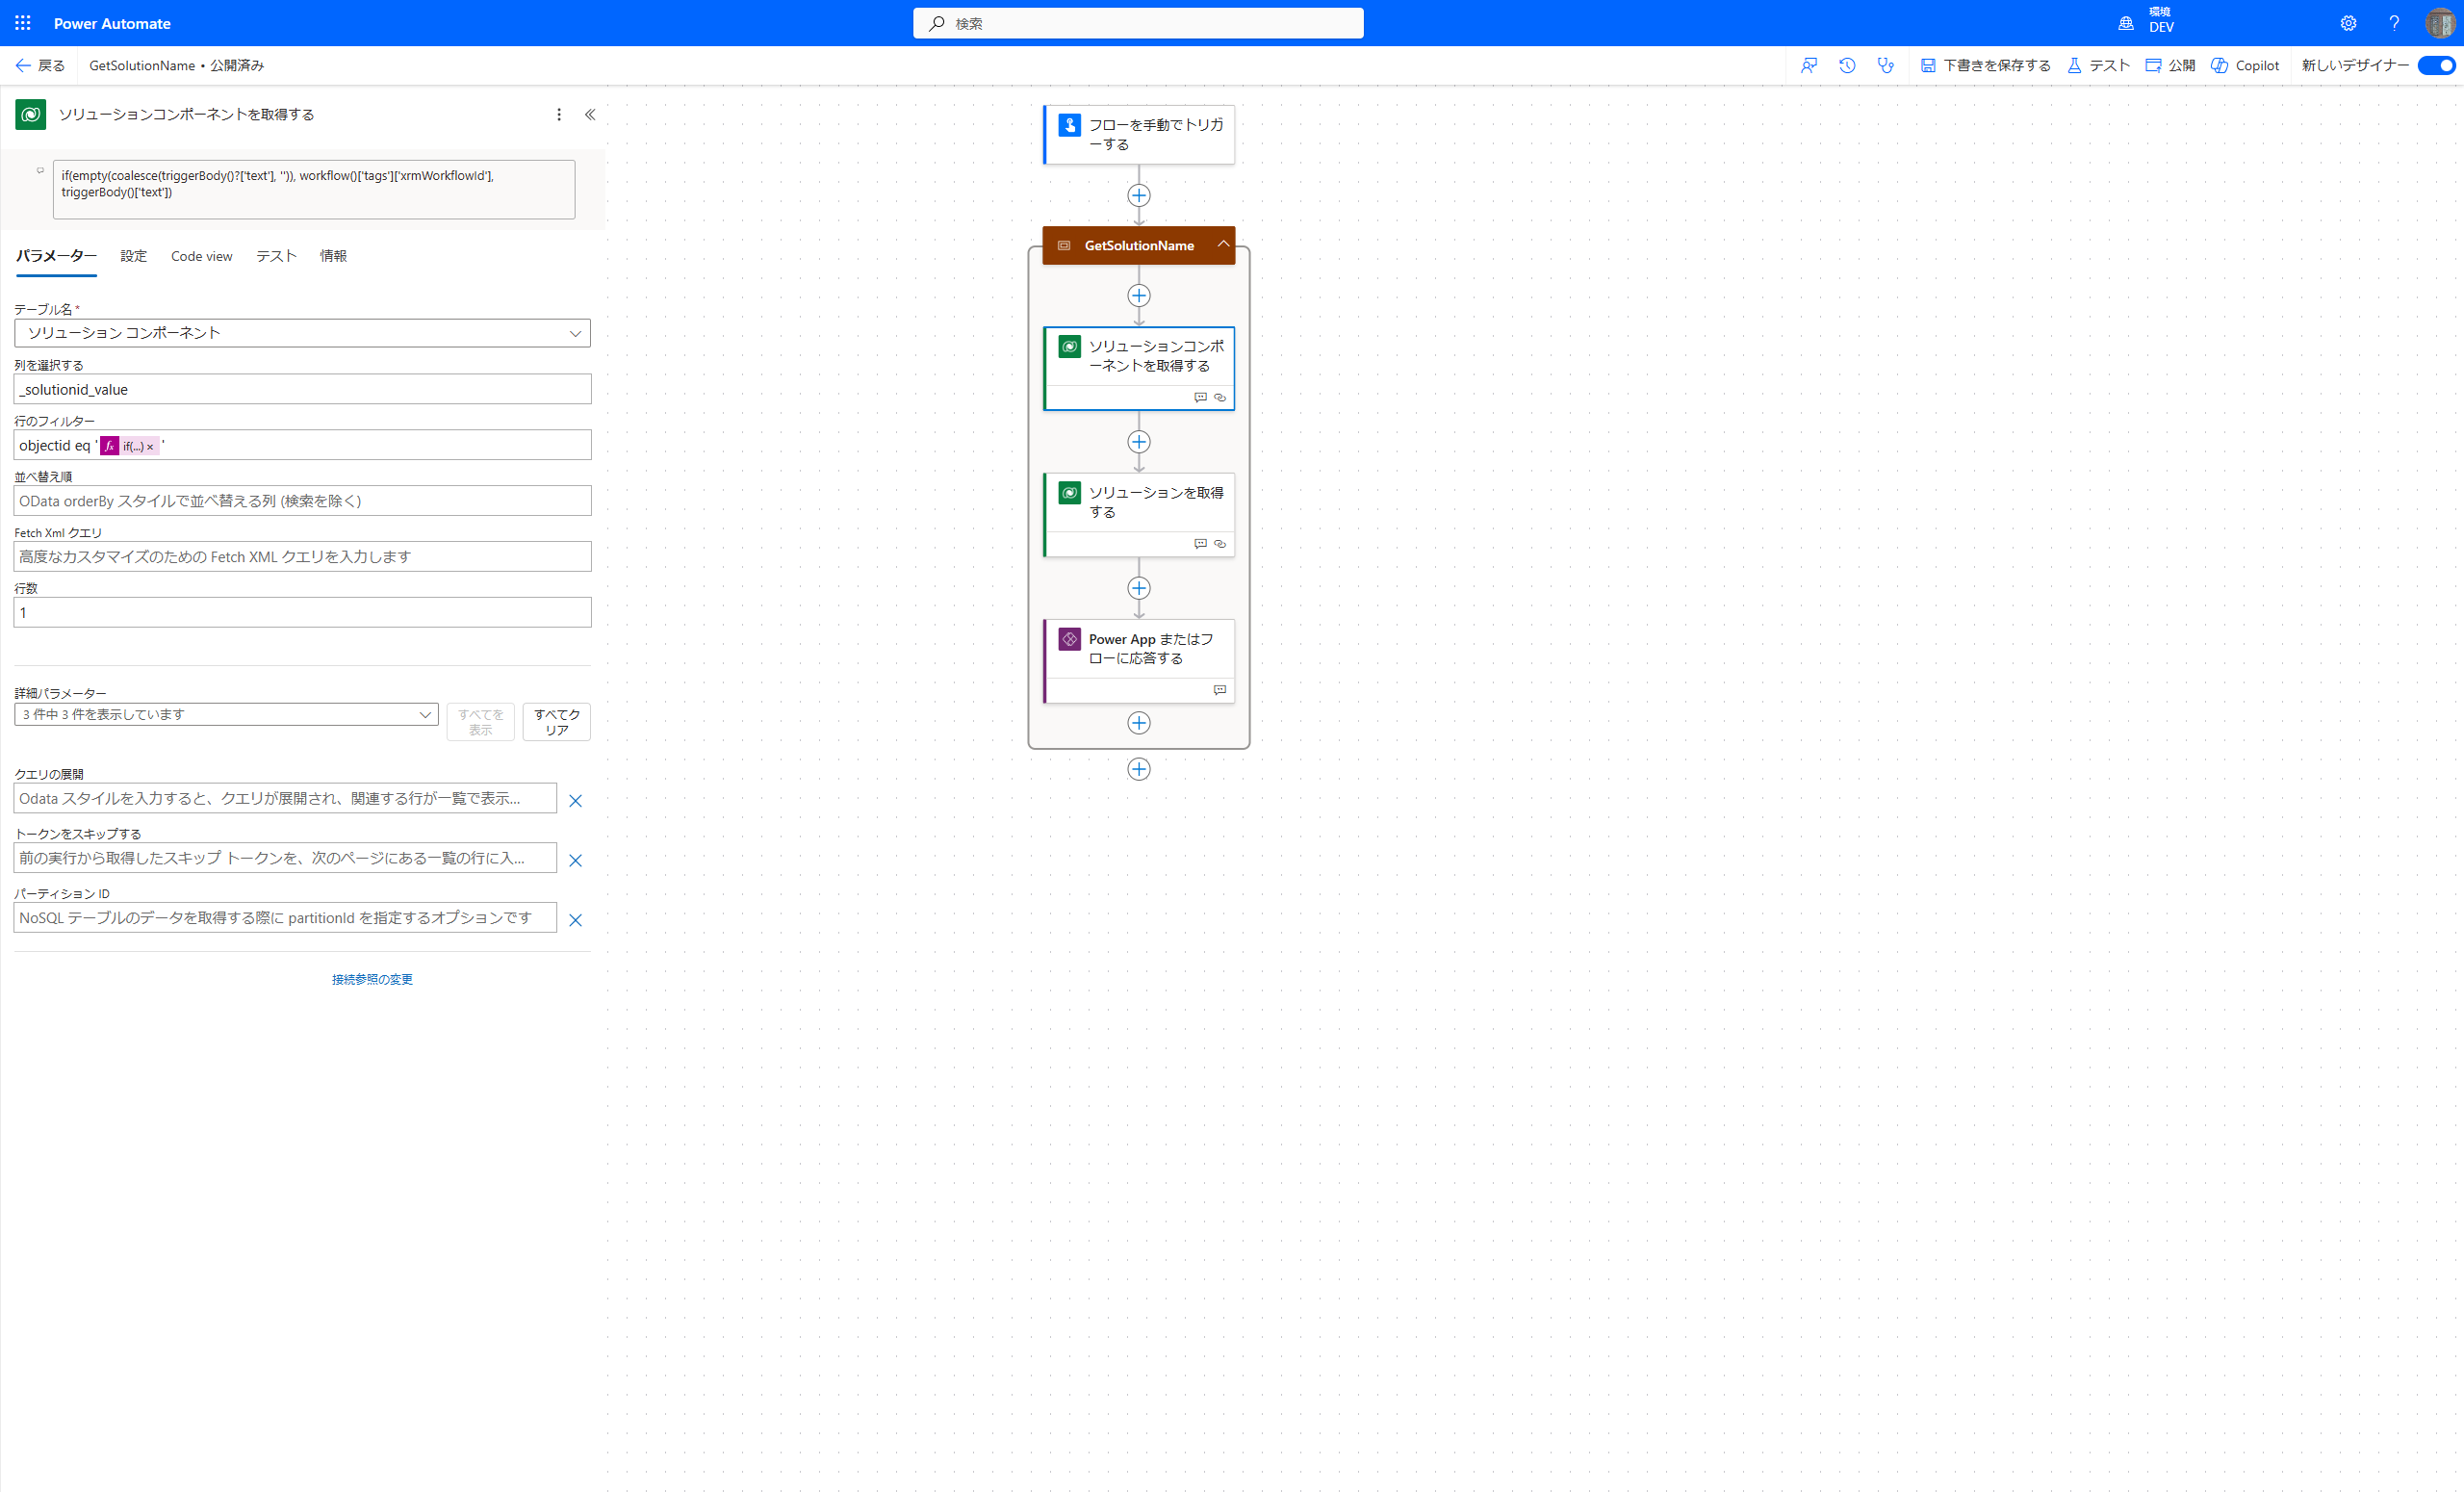 Power Automate
検索
環境
DEV
戻る
GetSolutionName • 公開済み
下書きを保存する
テスト
公開
Copilot
新しいデザイナー
ソリューションコンポーネントを取得する
if(empty(coalesce(triggerBody()?['text'], '')), workflow()['tags']['xrmWorkflowId'],
triggerBody()['text'])
パラメーター
設定
Code view
テスト
情報
テーブル名 *
ソリューション コンポーネント
列を選択する
_solutionid_value
行のフィルター
objectid eq ' fx if(...) × '
並べ替え順
OData orderBy スタイルで並べ替える列 (検索を除く)
Fetch Xml クエリ
高度なカスタマイズのための Fetch XML クエリを入力します
行数
1
詳細パラメーター
3 件中 3 件を表示しています
すべてを
表示
すべてク
リア
クエリの展開
Odata スタイルを入力すると、クエリが展開され、関連する行が一覧で表示...
トークンをスキップする
前の実行から取得したスキップ トークンを、次のページにある一覧の行に入...
パーティション ID
NoSQL テーブルのデータを取得する際に partitionId を指定するオプションです
接続参照の変更
フローを手動でトリガ
ーする
GetSolutionName
ソリューションコンポ
ーネントを取得する
ソリューションを取得
する
Power App またはフ
ローに応答する